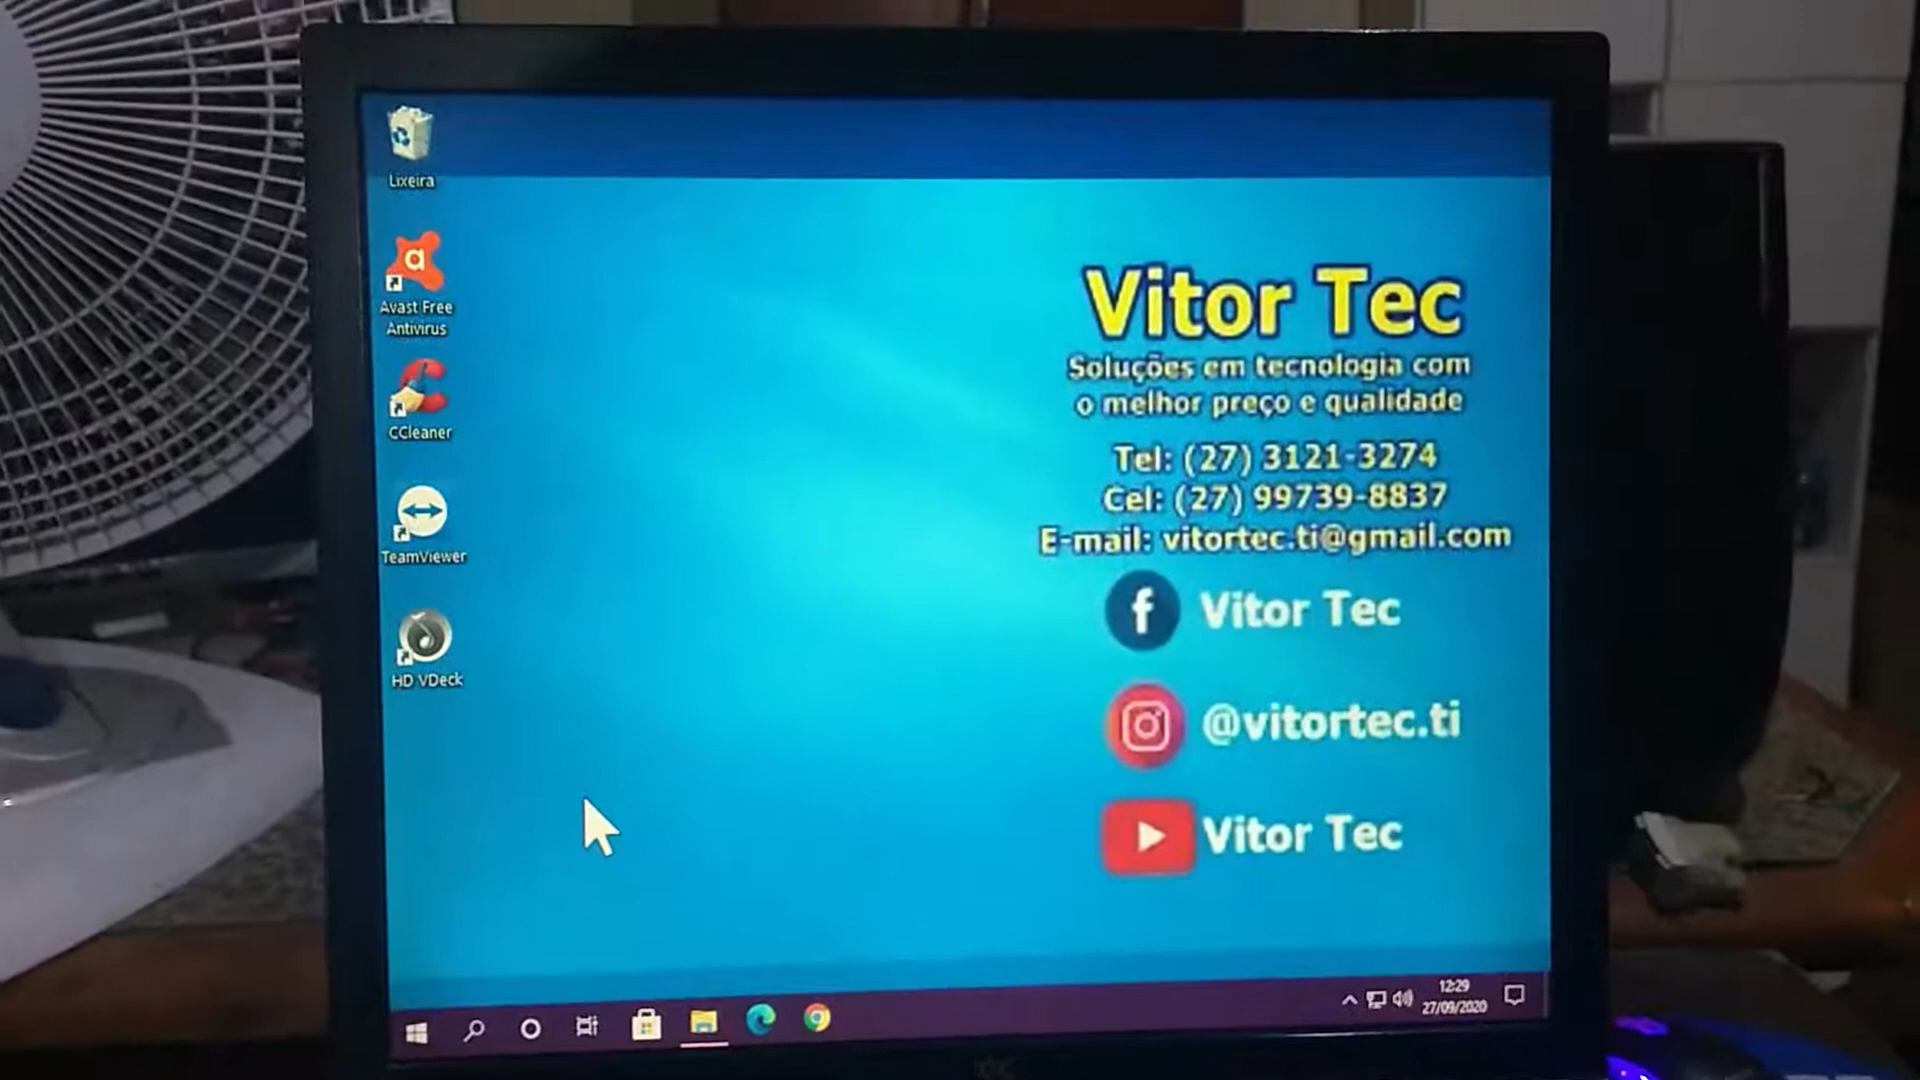 Lixeira
Avast Free
Antivirus
CCleaner
TeamViewer
HD VDeck
Vitor Tec
Soluções em tecnologia com
o melhor preço e qualidade
Tel: (27) 3121-3274
Cel: (27) 99739-8837
E-mail: vitortec.ti@gmail.com
f Vitor Tec
@vitortec.ti
Vitor Tec
12:29
27/09/2020